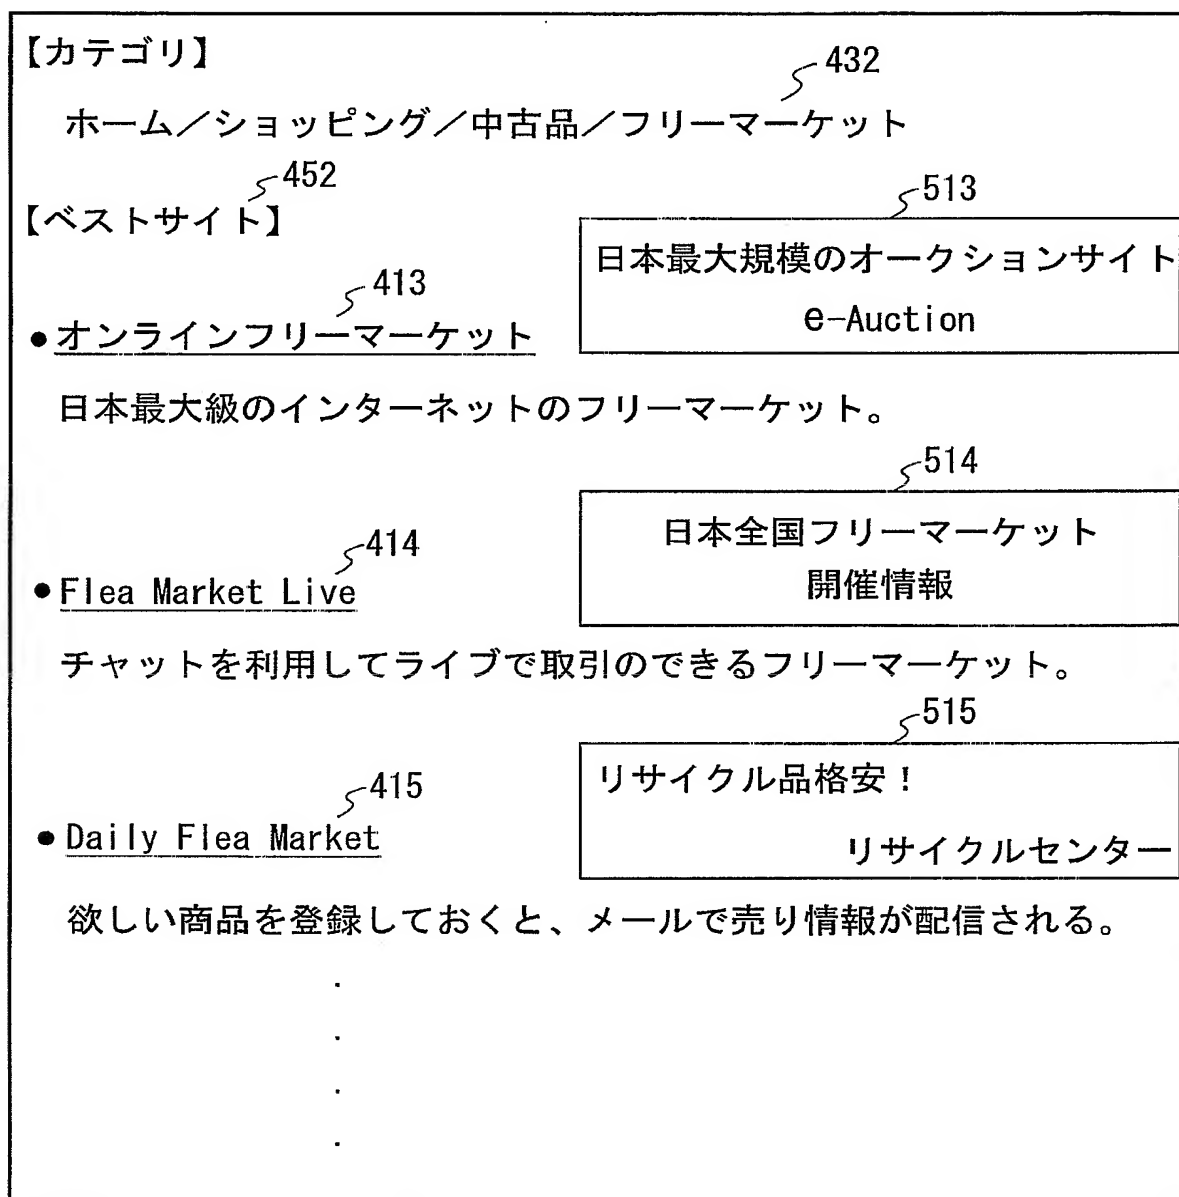 【カテゴリ】
432
ホーム／ショッピング／中古品／フリーマーケット
452
【ベストサイト】
513
日本最大規模のオークションサイト
e-Auction
413
●オンラインフリーマーケット
日本最大級のインターネットのフリーマーケット。
514
日本全国フリーマーケット
開催情報
414
●Flea Market Live
チャットを利用してライブで取引のできるフリーマーケット。
515
リサイクル品格安！
リサイクルセンター
415
●Daily Flea Market
欲しい商品を登録しておくと、メールで売り情報が配信される。